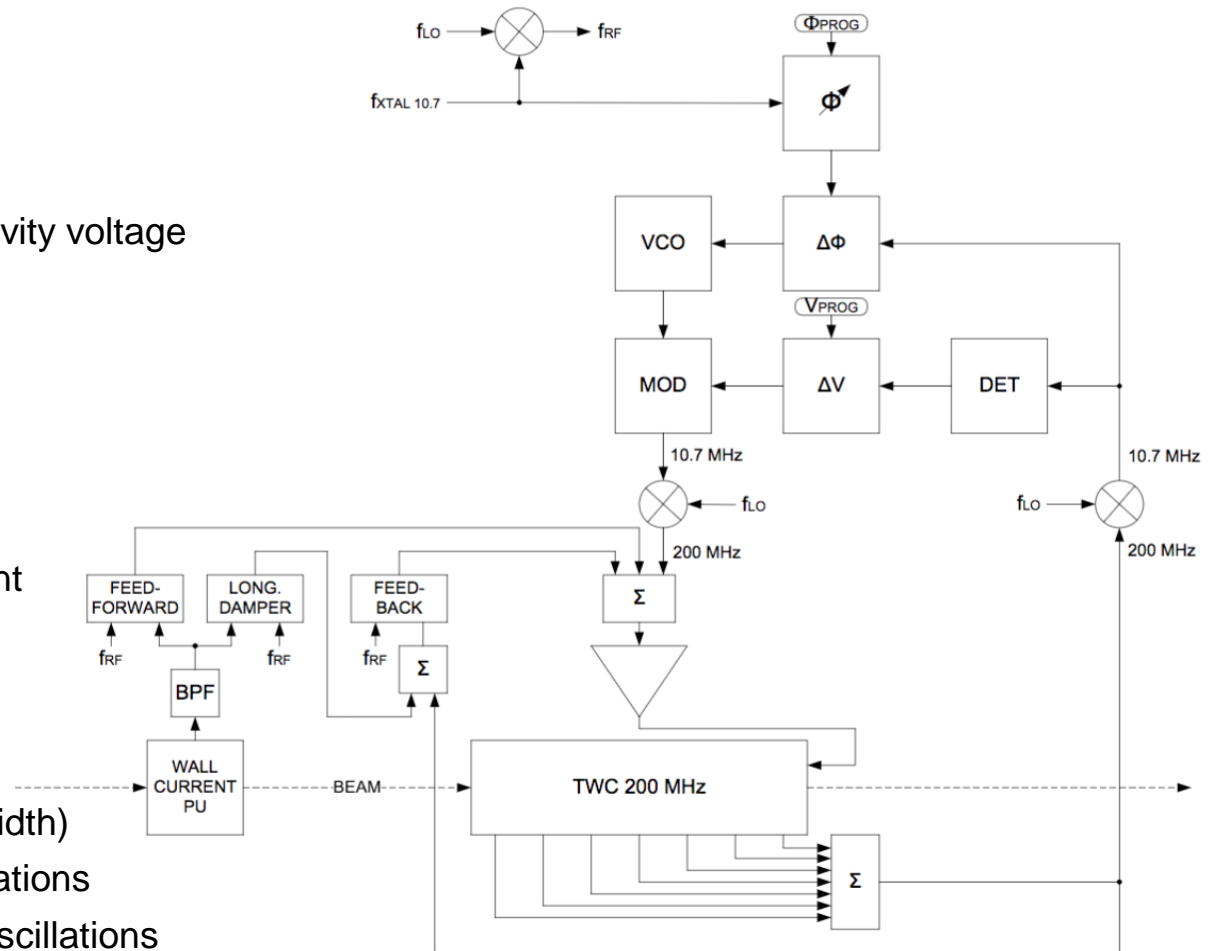 ΦPROG
fLO
fRF
fXTAL 10.7
Φ
vity voltage
VCO
ΔΦ
VPROG
MOD
ΔV
DET
10.7 MHz
10.7 MHz
fLO
fLO
200 MHz
200 MHz
nt
FEED-
FORWARD
LONG.
DAMPER
FEED-
BACK
Σ
fRF
fRF
fRF
Σ
BPF
WALL
CURRENT
PU
BEAM
TWC 200 MHz
idth)
ations
Σ
scillations